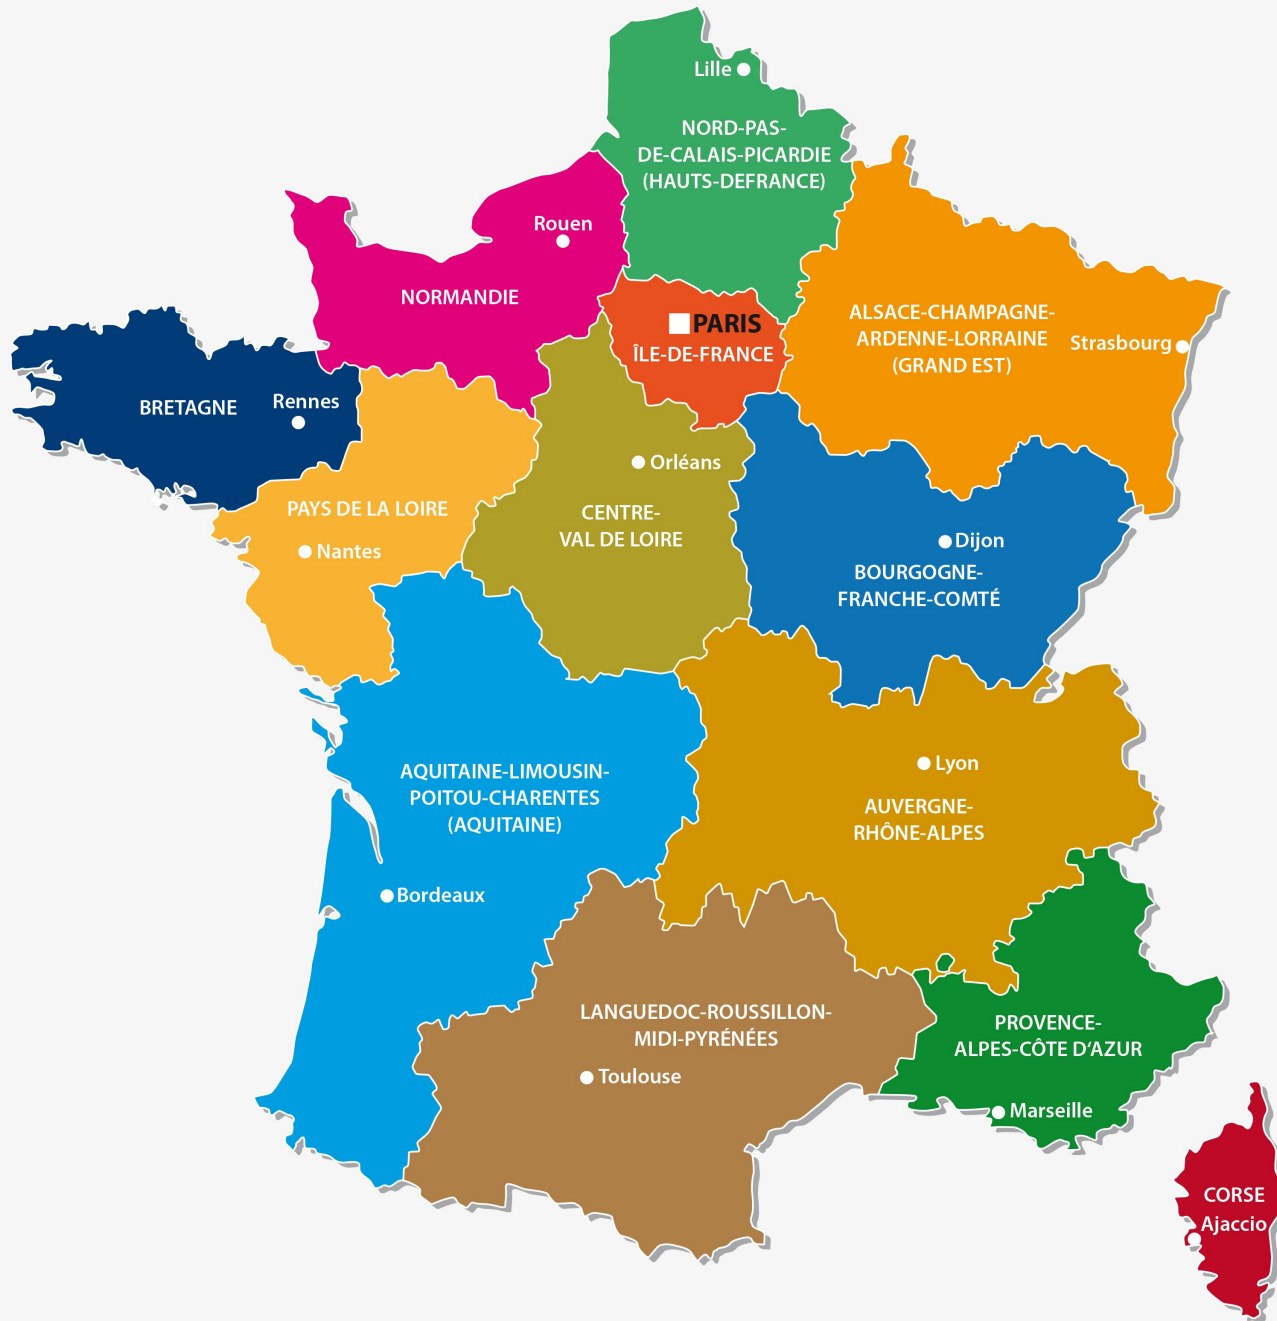 Lille
NORD-PAS-
DE-CALAIS-PICARDIE
(HAUTS-DEFRANCE)
Rouen
NORMANDIE
PARIS
ÎLE-DE-FRANCE
ALSACE-CHAMPAGNE-
ARDENNE-LORRAINE
(GRAND EST)
Strasbourg
BRETAGNE
Rennes
Orléans
CENTRE-
VAL DE LOIRE
PAYS DE LA LOIRE
Nantes
Dijon
BOURGOGNE-
FRANCHE-COMTÉ
AQUITAINE-LIMOUSIN-
POITOU-CHARENTES
(AQUITAINE)
Bordeaux
Lyon
AUVERGNE-
RHÔNE-ALPES
LANGUEDOC-ROUSSILLON-
MIDI-PYRÉNÉES
Toulouse
PROVENCE-
ALPES-CÔTE D‘AZUR
Marseille
CORSE
Ajaccio